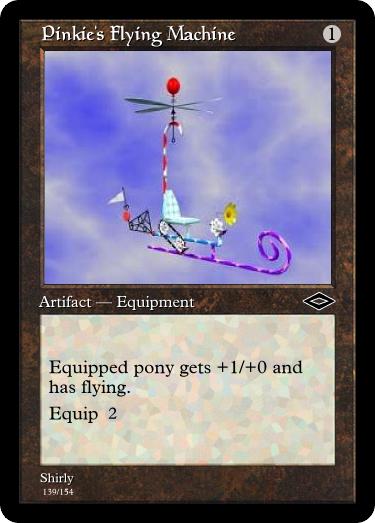 Pinkie's Flying Machine 1
Artifact — Equipment
Equipped pony gets +1/+0 and
has flying.
Equip 2
Shirly
139/154